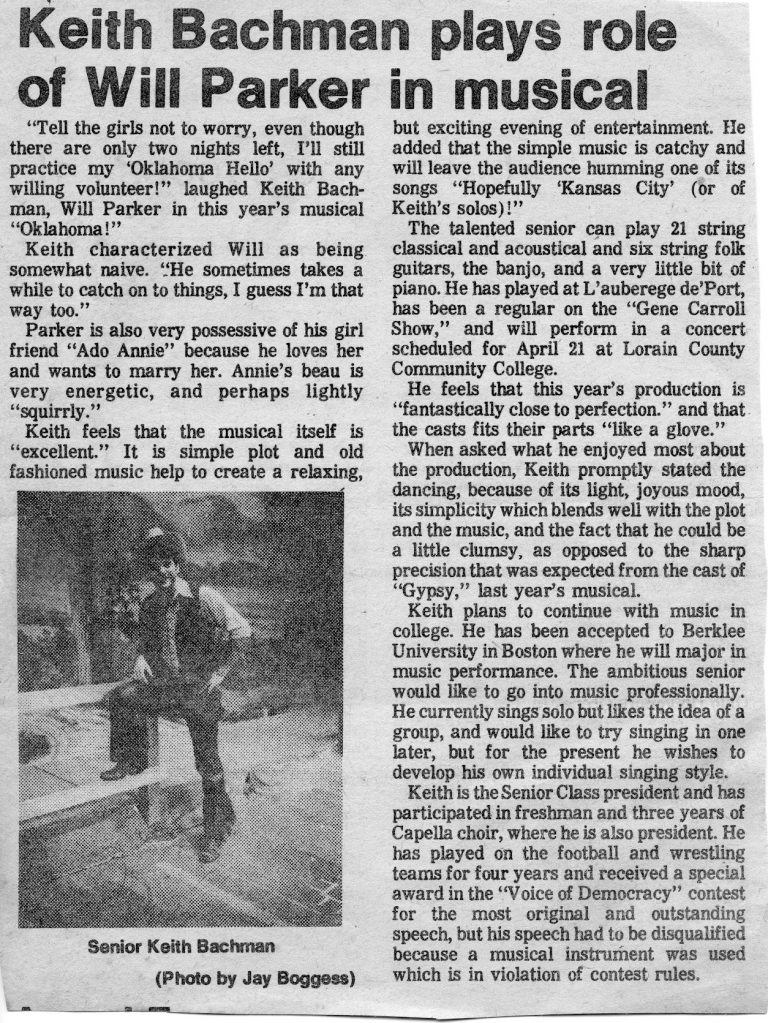 Keith Bachman plays role
of Will Parker in musical
“Tell the girls not to worry, even though
there are only two nights left, I’ll still
practice my ‘Oklahoma Hello’ with any
willing volunteer!” laughed Keith Bach-
man, Will Parker in this year’s musical
“Oklahoma!”
Keith characterized Will as being
somewhat naive. “He sometimes takes a
while to catch on to things, I guess I’m that
way too.”
Parker is also very possessive of his girl
friend “Ado Annie” because he loves her
and wants to marry her. Annie’s beau is
very energetic, and perhaps lightly
“squirrly.”
Keith feels that the musical itself is
“excellent.” It is simple plot and old
fashioned music help to create a relaxing,
Senior Keith Bachman
(Photo by Jay Boggess)
but exciting evening of entertainment. He
added that the simple music is catchy and
will leave the audience humming one of its
songs “Hopefully ‘Kansas City’ (or of
Keith’s solos)!”
The talented senior can play 21 string
classical and acoustical and six string folk
guitars, the banjo, and a very little bit of
piano. He has played at L’auberege de’Port,
has been a regular on the “Gene Carroll
Show,” and will perform in a concert
scheduled for April 21 at Lorain County
Community College.
He feels that this year’s production is
“fantastically close to perfection.” and that
the casts fits their parts “like a glove.”
When asked what he enjoyed most about
the production, Keith promptly stated the
dancing, because of its light, joyous mood,
its simplicity which blends well with the plot
and the music, and the fact that he could be
a little clumsy, as opposed to the sharp
precision that was expected from the cast of
“Gypsy,” last year’s musical.
Keith plans to continue with music in
college. He has been accepted to Berklee
University in Boston where he will major in
music performance. The ambitious senior
would like to go into music professionally.
He currently sings solo but likes the idea of a
group, and would like to try singing in one
later, but for the present he wishes to
develop his own individual singing style.
Keith is the Senior Class president and has
participated in freshman and three years of
Capella choir, where he is also president. He
has played on the football and wrestling
teams for four years and received a special
award in the “Voice of Democracy” contest
for the most original and outstanding
speech, but his speech had to be disqualified
because a musical instrument was used
which is in violation of contest rules.